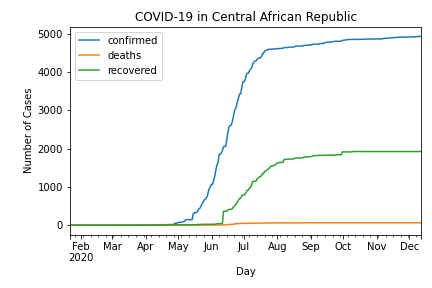 COVID-19 in Central African Republic
confirmed
deaths
recovered
Number of Cases
5000
4000
3000
2000
1000
0
Feb Mar Apr May Jun Jul Aug Sep Oct Nov Dec
2020
Day